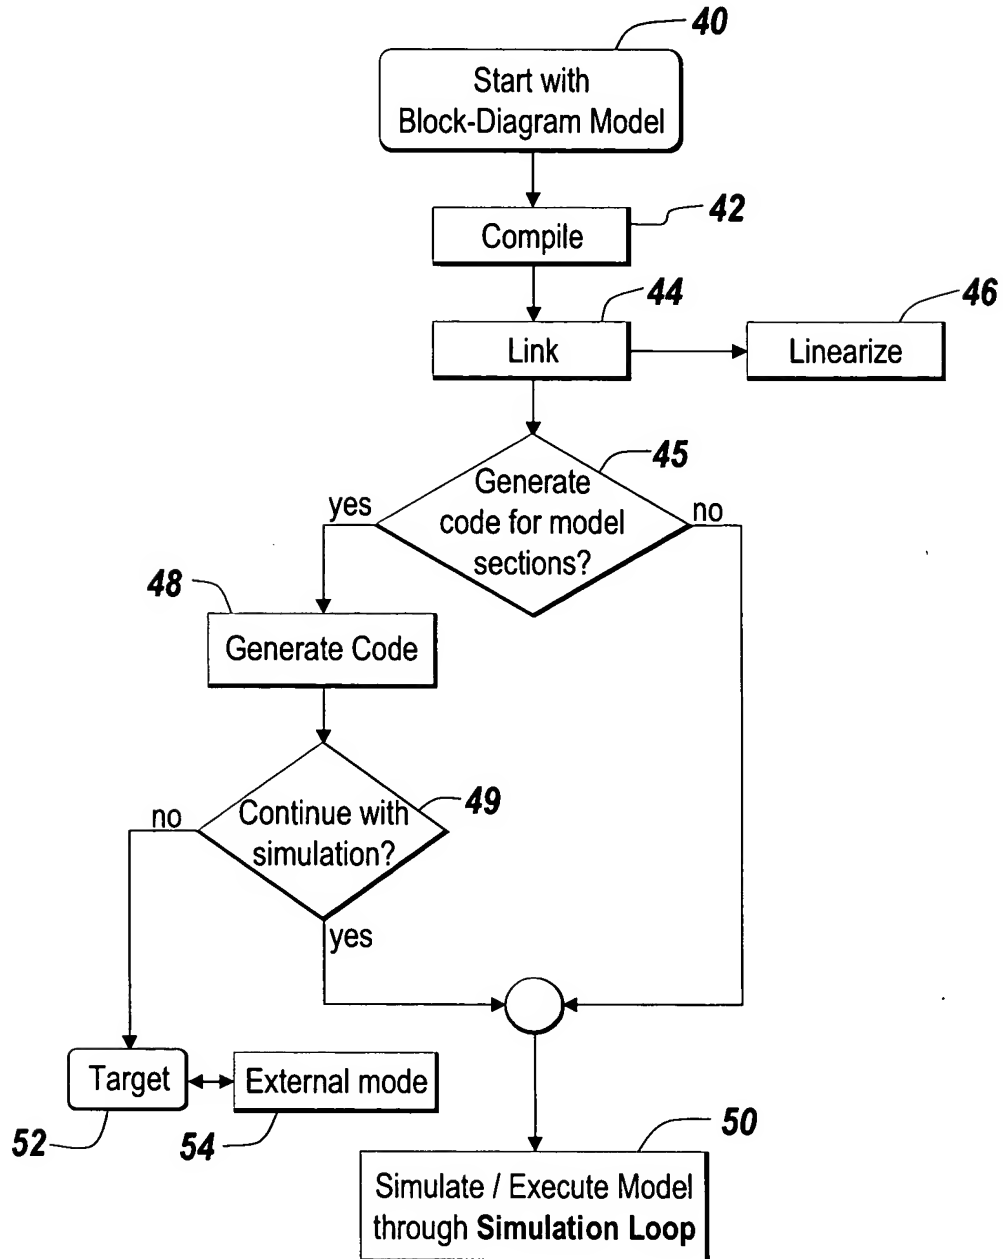 40
Start with
Block-Diagram Model
42
Compile
44
46
Link
Linearize
45
Generate
code for model
sections?
yes
no
48
Generate Code
49
Continue with
simulation?
no
yes
Target
External mode
52
54
50
Simulate / Execute Model
through Simulation Loop